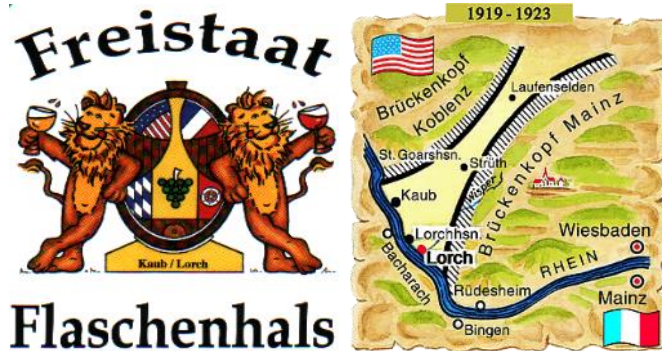 Freistaat
Kaub / Lorch
Flaschenhals
1919 - 1923
Brückenkopf
Koblenz
Laufenselden
Brückenkopf Mainz
St. Goarshsn.
Strüth
Wisper
Kaub
Lorchhsn.
Lorch
Bacharach
Wiesbaden
RHEIN
Rüdesheim
Mainz
Bingen